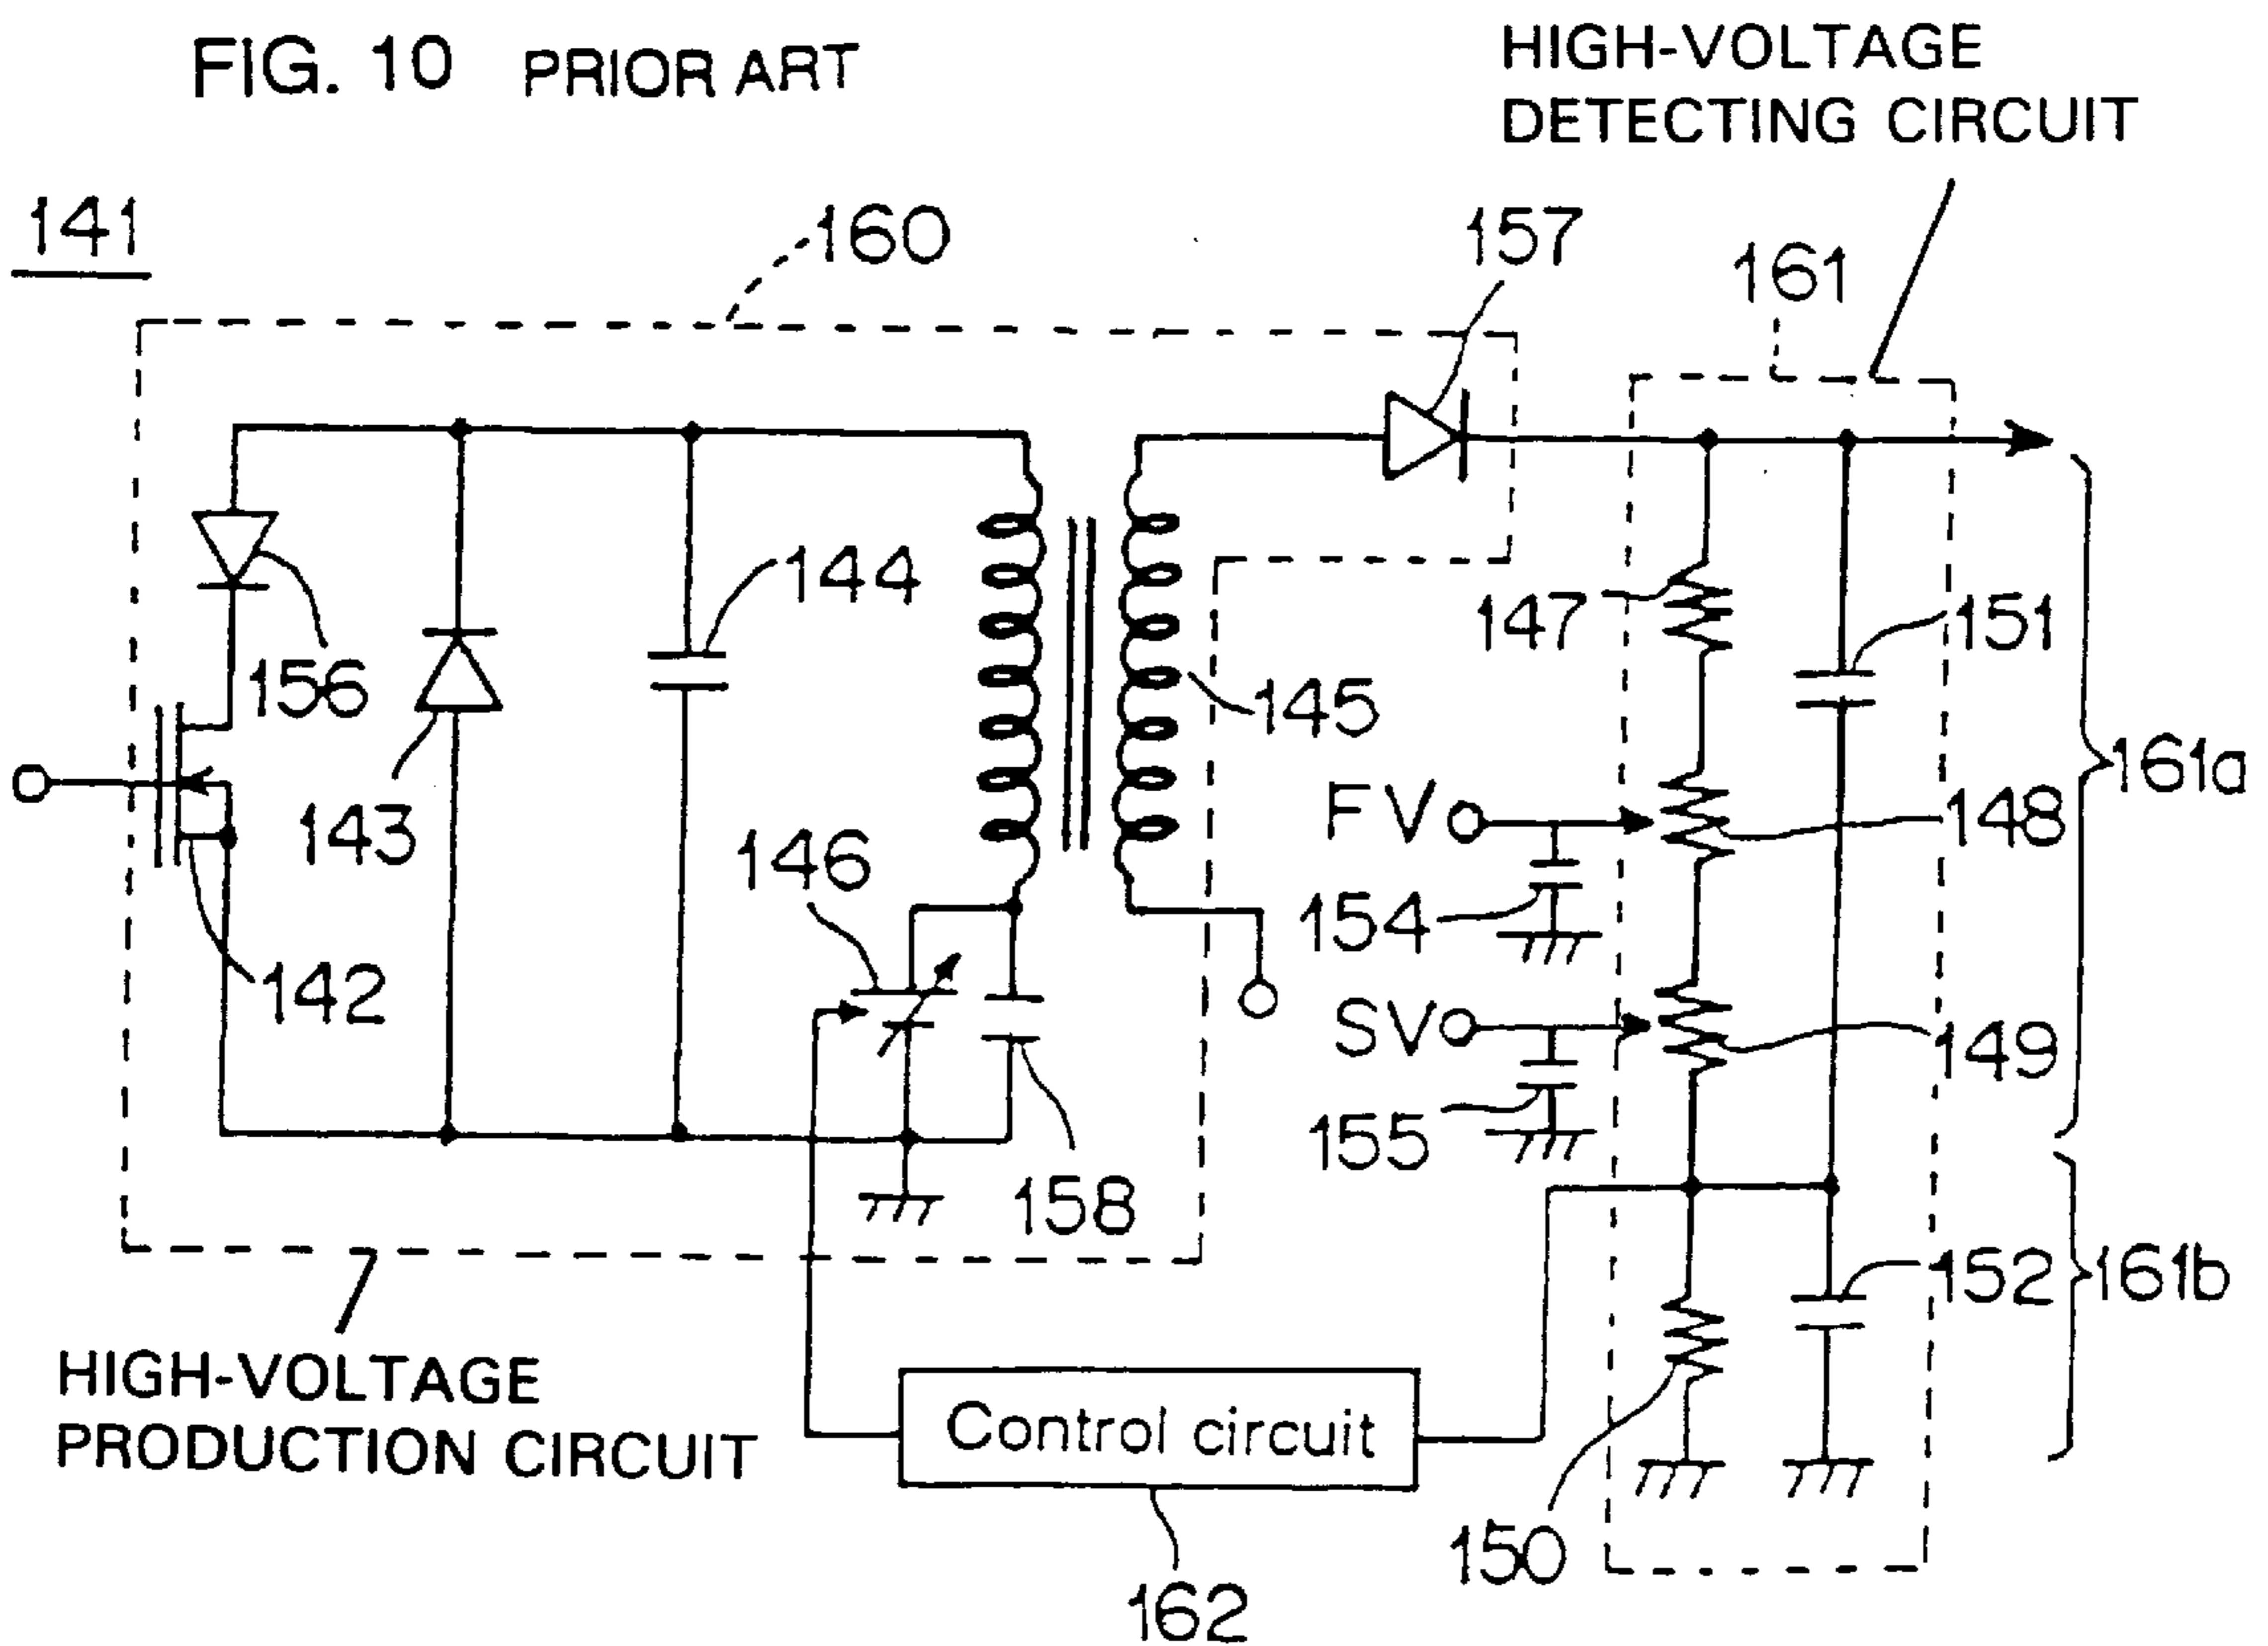 FIG. 10 PRIOR ART
HIGH-VOLTAGE
DETECTING CIRCUIT
141
160
157
161
156
144
147
151
145
143
146
FV
148
161a
154
142
SV
149
155
158
152
161b
HIGH-VOLTAGE
PRODUCTION CIRCUIT
Control circuit
150
162